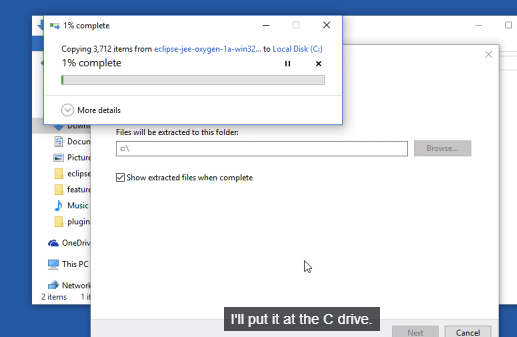 1% complete
Copying 3,712 items from eclipse-jee-oxygen-1a-win32... to Local Disk (C:)
1% complete
More details
Files will be extracted to this folder:
c:\
Browse...
Show extracted files when complete
Docum
Picture
eclipse
feature
Music
plugin
OneDriv
This PC
Network
2 items
1 it
I'll put it at the C drive.
Next
Cancel